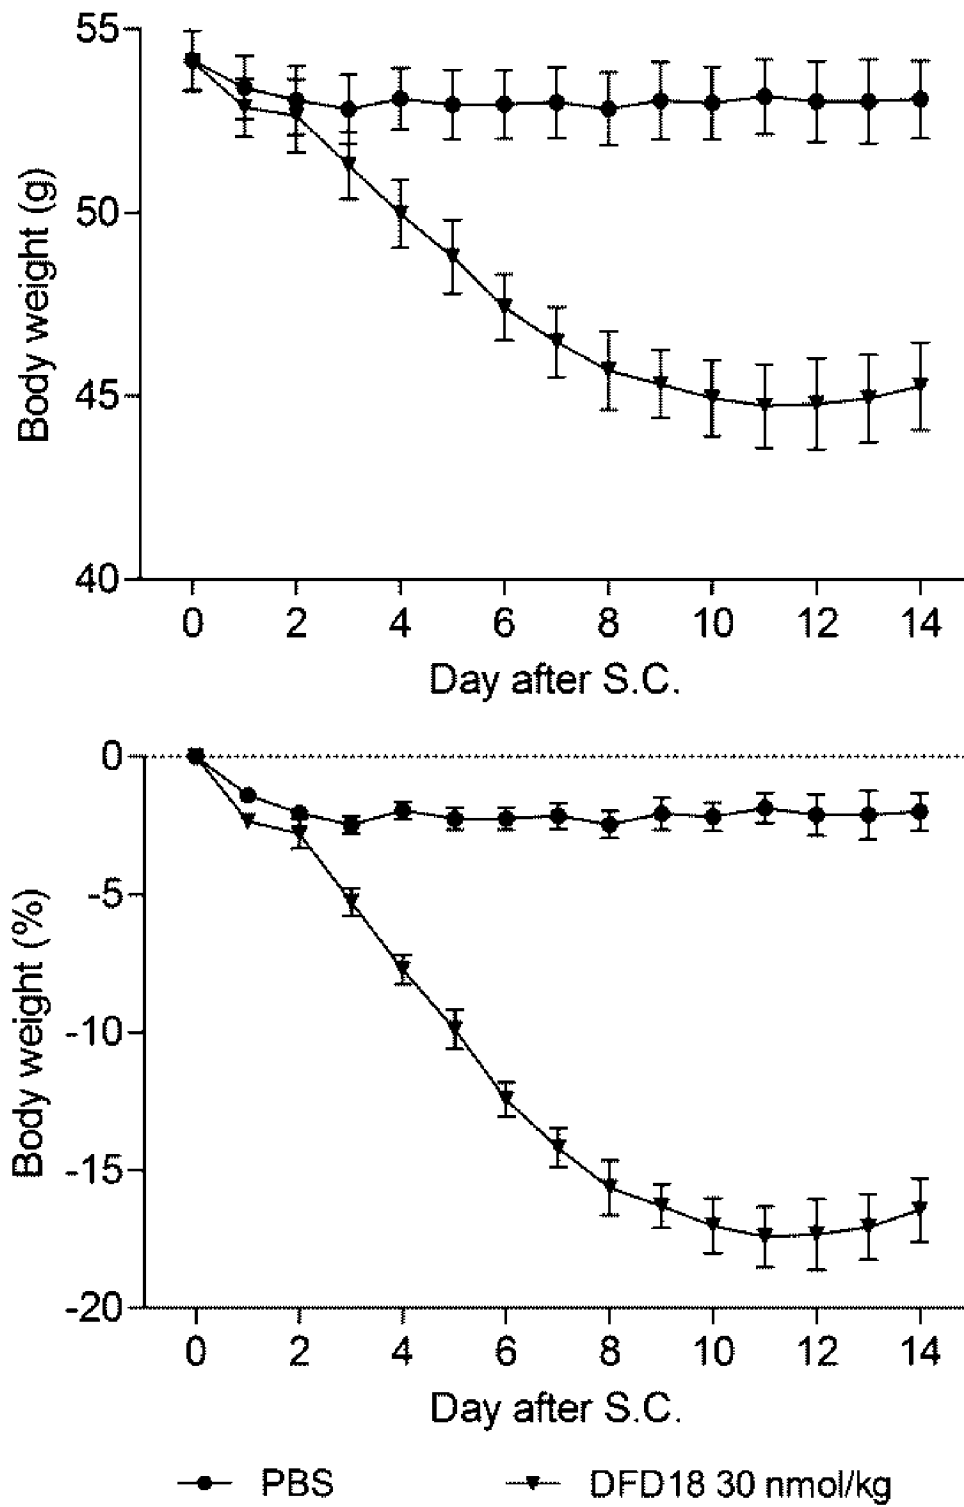 55
50
45
40
Body weight (g)
0 2 4 6 8 10 12 14
Day after S.C.
0
-5
-10
-15
-20
Body weight (%)
0 2 4 6 8 10 12 14
Day after S.C.
PBS
DFD18 30 nmol/kg